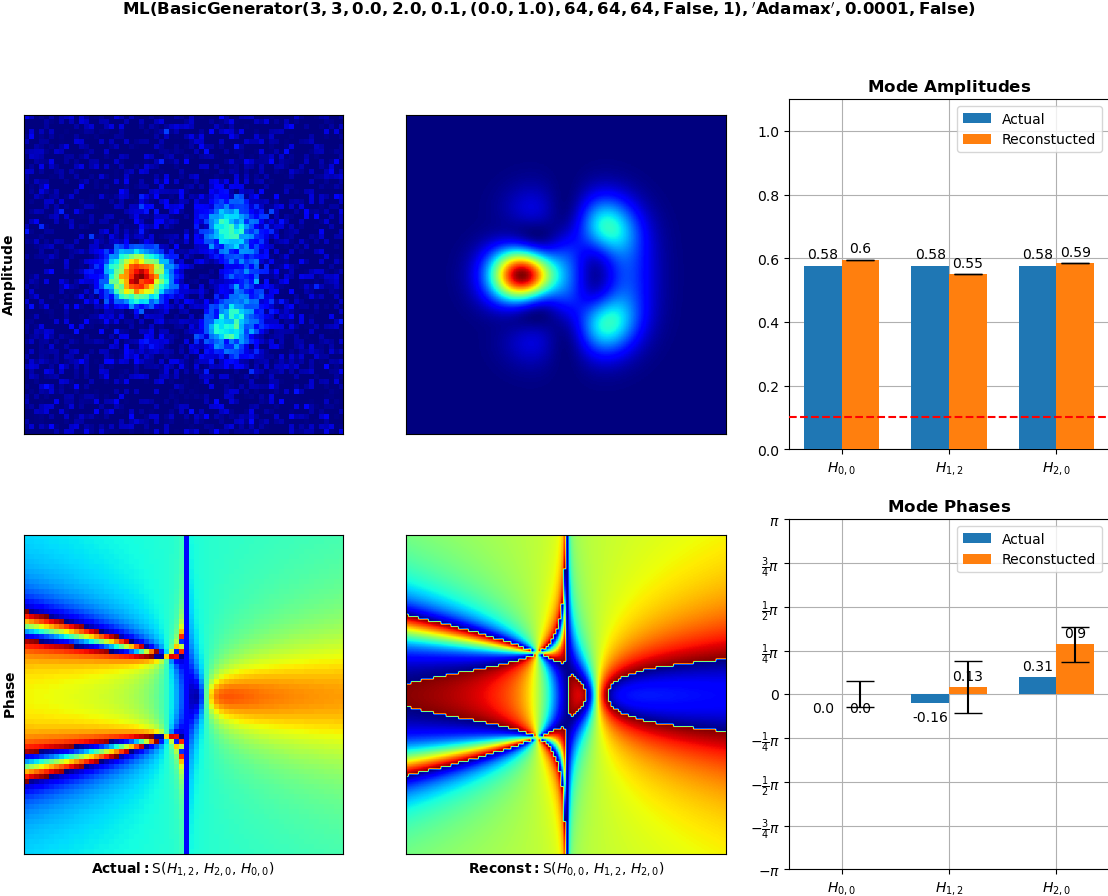 ML(BasicGenerator(3, 3, 0.0, 2.0, 0.1, (0.0, 1.0), 64, 64, 64, False, 1), ′Adamax′, 0.0001, False)
Amplitude
Mode Amplitudes
Actual
Reconstucted
1.0
0.8
0.6
0.4
0.2
0.0
0.58
0.6
0.58
0.55
0.58
0.59
H0,0
H1,2
H2,0
Phase
Actual: S(H1,2, H2,0, H0,0)
Reconst: S(H0,0, H1,2, H2,0)
Mode Phases
Actual
Reconstucted
π
3/4π
1/2π
1/4π
0
−1/4π
−1/2π
−3/4π
−π
0.0
0.0
-0.16
0.13
0.31
0.9
H0,0
H1,2
H2,0